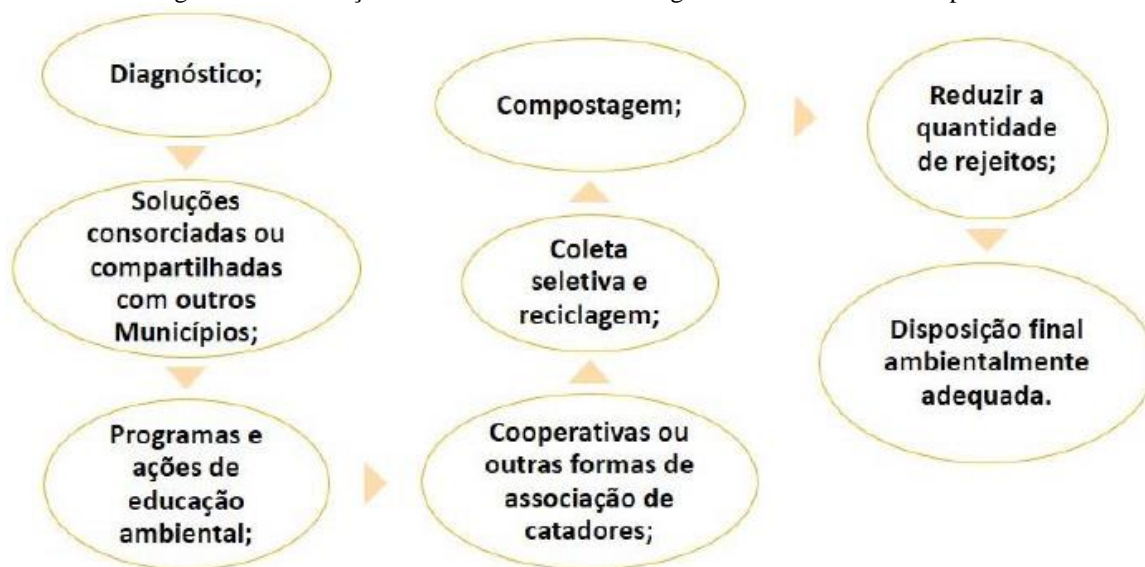 Diagnóstico;
Soluções
consorciadas ou
compartilhadas
com outros
Municípios;
Programas e
ações de
educação
ambiental;
Cooperativas ou
outras formas de
associação de
catadores;
Coleta
seletiva e
reciclagem;
Compostagem;
Reduzir a
quantidade
de rejeitos;
Disposição final
ambientalmente
adequada.